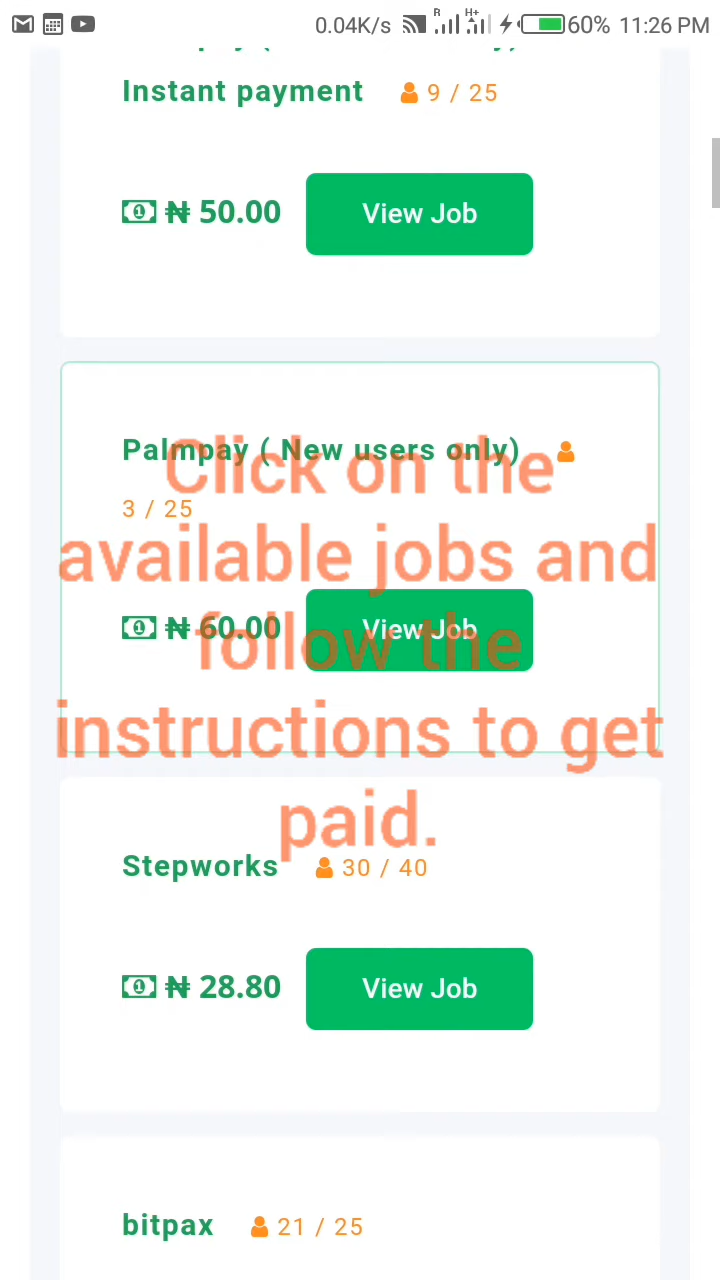 0.04K/s R H+ 60% 11:26 PM
Instant payment 9 / 25
₦ 50.00 View Job
Palmpay ( New users only)
3 / 25
₦ 60.00 View Job
Click on the
available jobs and
follow the
instructions to get
paid.
Stepworks 30 / 40
₦ 28.80 View Job
bitpax 21 / 25